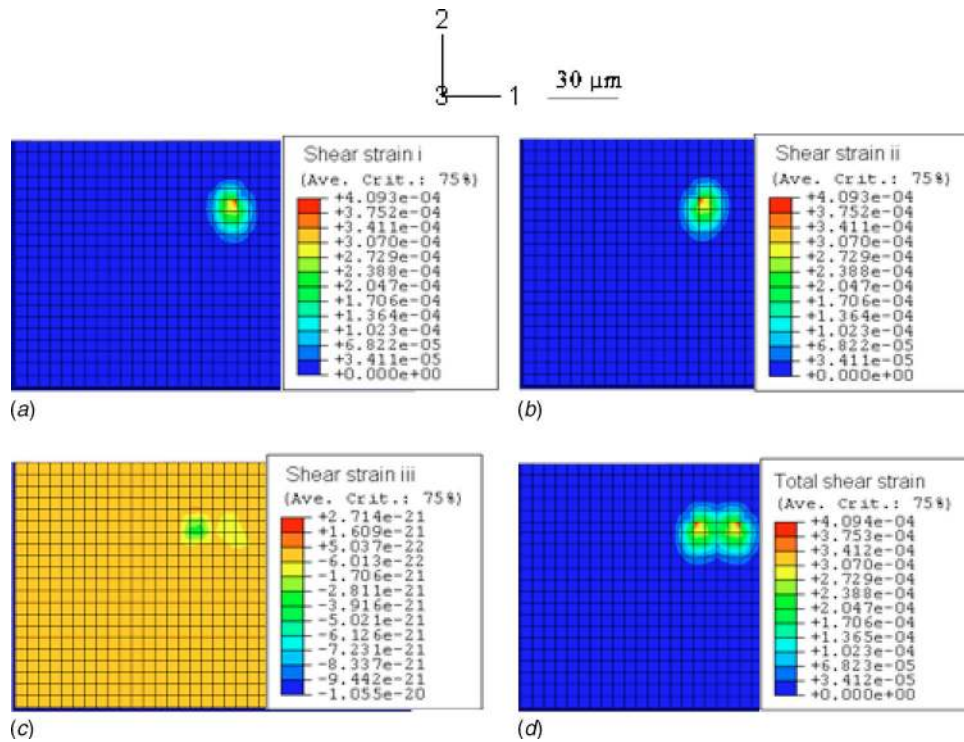 2
3
1
30 μm
Shear strain i
(Ave. Crit.: 75%)
+4.093e-04
+3.752e-04
+3.411e-04
+3.070e-04
+2.729e-04
+2.388e-04
+2.047e-04
+1.706e-04
+1.364e-04
+1.023e-04
+6.822e-05
+3.411e-05
+0.000e+00
(a)
Shear strain ii
(Ave. Crit.: 75%)
+4.093e-04
+3.752e-04
+3.411e-04
+3.070e-04
+2.729e-04
+2.388e-04
+2.047e-04
+1.706e-04
+1.364e-04
+1.023e-04
+6.822e-05
+3.411e-05
+0.000e+00
(b)
Shear strain iii
(Ave. Crit.: 75%)
+2.714e-21
+1.609e-21
+5.037e-22
-6.013e-22
-1.706e-21
-2.811e-21
-3.916e-21
-5.021e-21
-6.126e-21
-7.231e-21
-8.337e-21
-9.442e-21
-1.055e-20
(c)
Total shear strain
(Ave. Crit.: 75%)
+4.094e-04
+3.753e-04
+3.412e-04
+3.070e-04
+2.729e-04
+2.388e-04
+2.047e-04
+1.706e-04
+1.365e-04
+1.023e-04
+6.823e-05
+3.412e-05
+0.000e+00
(d)